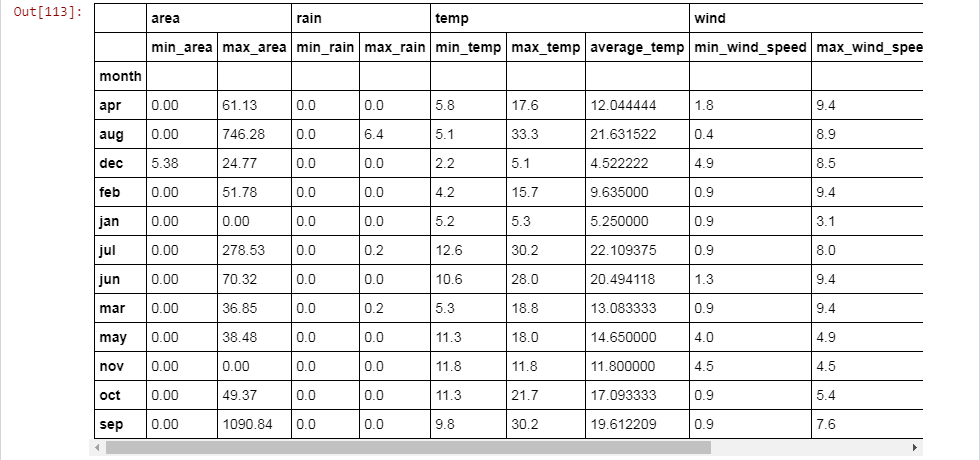 Out[113]:
area rain temp wind
min_area max_area min_rain max_rain min_temp max_temp average_temp min_wind_speed max_wind_spee
month
apr 0.00 61.13 0.0 0.0 5.8 17.6 12.044444 1.8 9.4
aug 0.00 746.28 0.0 6.4 5.1 33.3 21.631522 0.4 8.9
dec 5.38 24.77 0.0 0.0 2.2 5.1 4.522222 4.9 8.5
feb 0.00 51.78 0.0 0.0 4.2 15.7 9.635000 0.9 9.4
jan 0.00 0.00 0.0 0.0 5.2 5.3 5.250000 0.9 3.1
jul 0.00 278.53 0.0 0.2 12.6 30.2 22.109375 0.9 8.0
jun 0.00 70.32 0.0 0.0 10.6 28.0 20.494118 1.3 9.4
mar 0.00 36.85 0.0 0.2 5.3 18.8 13.083333 0.9 9.4
may 0.00 38.48 0.0 0.0 11.3 18.0 14.650000 4.0 4.9
nov 0.00 0.00 0.0 0.0 11.8 11.8 11.800000 4.5 4.5
oct 0.00 49.37 0.0 0.0 11.3 21.7 17.093333 0.9 5.4
sep 0.00 1090.84 0.0 0.0 9.8 30.2 19.612209 0.9 7.6